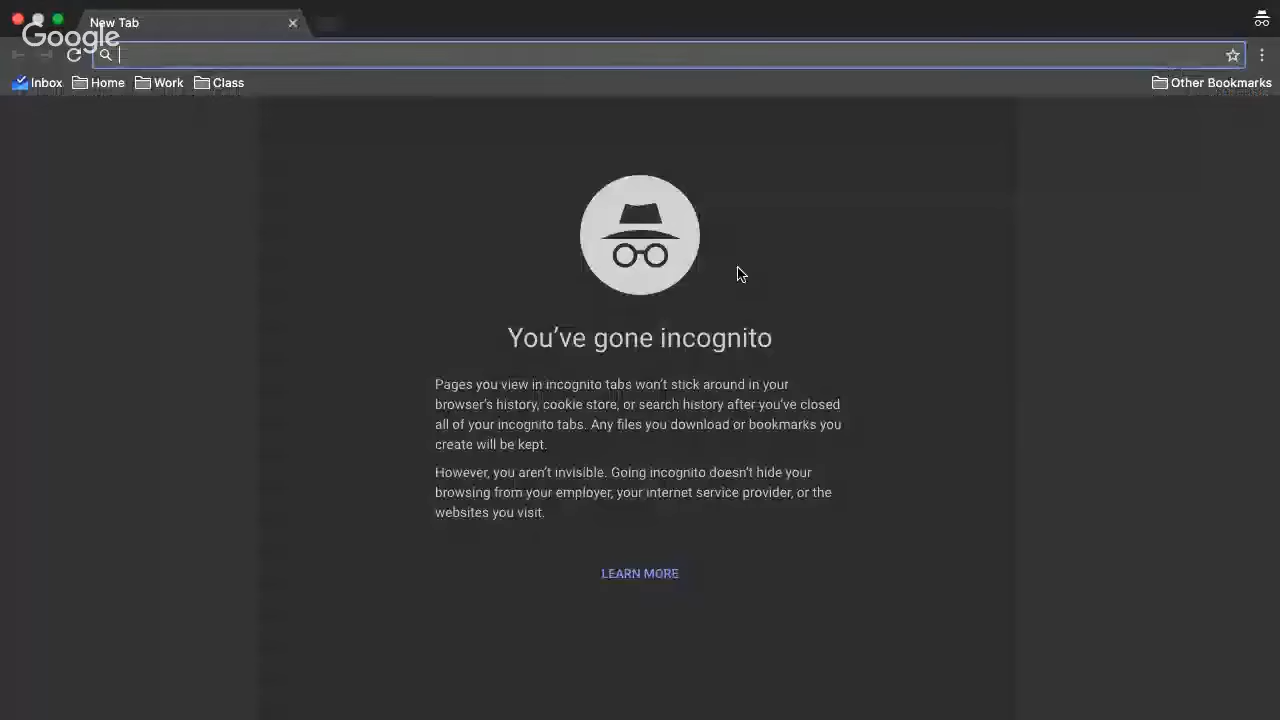 New Tab
Google
Inbox Home Work Class Other Bookmarks
You've gone incognito
Pages you view in incognito tabs won't stick around in your
browser's history, cookie store, or search history after you've closed
all of your incognito tabs. Any files you download or bookmarks you
create will be kept.
However, you aren't invisible. Going incognito doesn't hide your
browsing from your employer, your internet service provider, or the
websites you visit.
LEARN MORE